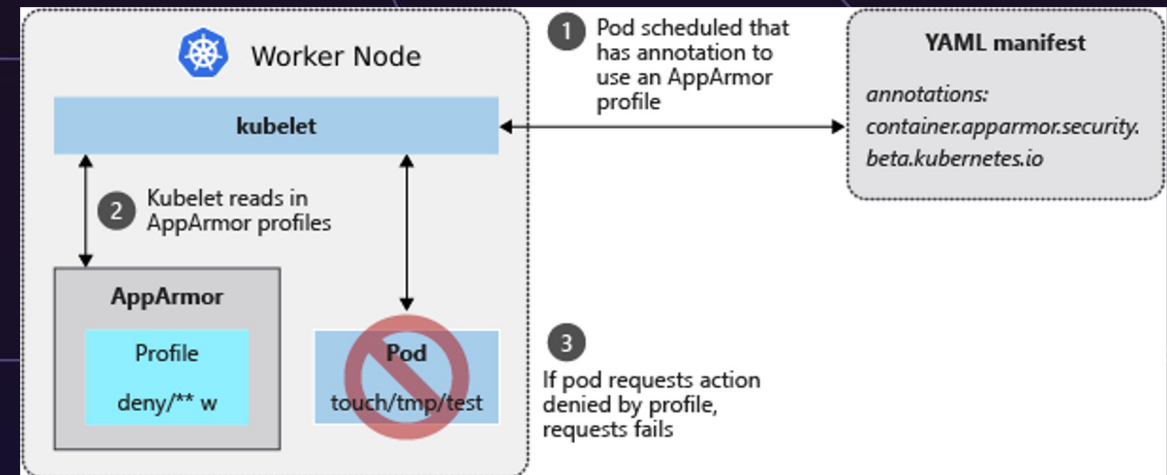 Worker Node
kubelet
1
Pod scheduled that
has annotation to
use an AppArmor
profile
YAML manifest
annotations:
container.apparmor.security.
beta.kubernetes.io
2
Kubelet reads in
AppArmor profiles
AppArmor
Profile
deny/** w
Pod
touch/tmp/test
3
If pod requests action
denied by profile,
requests fails